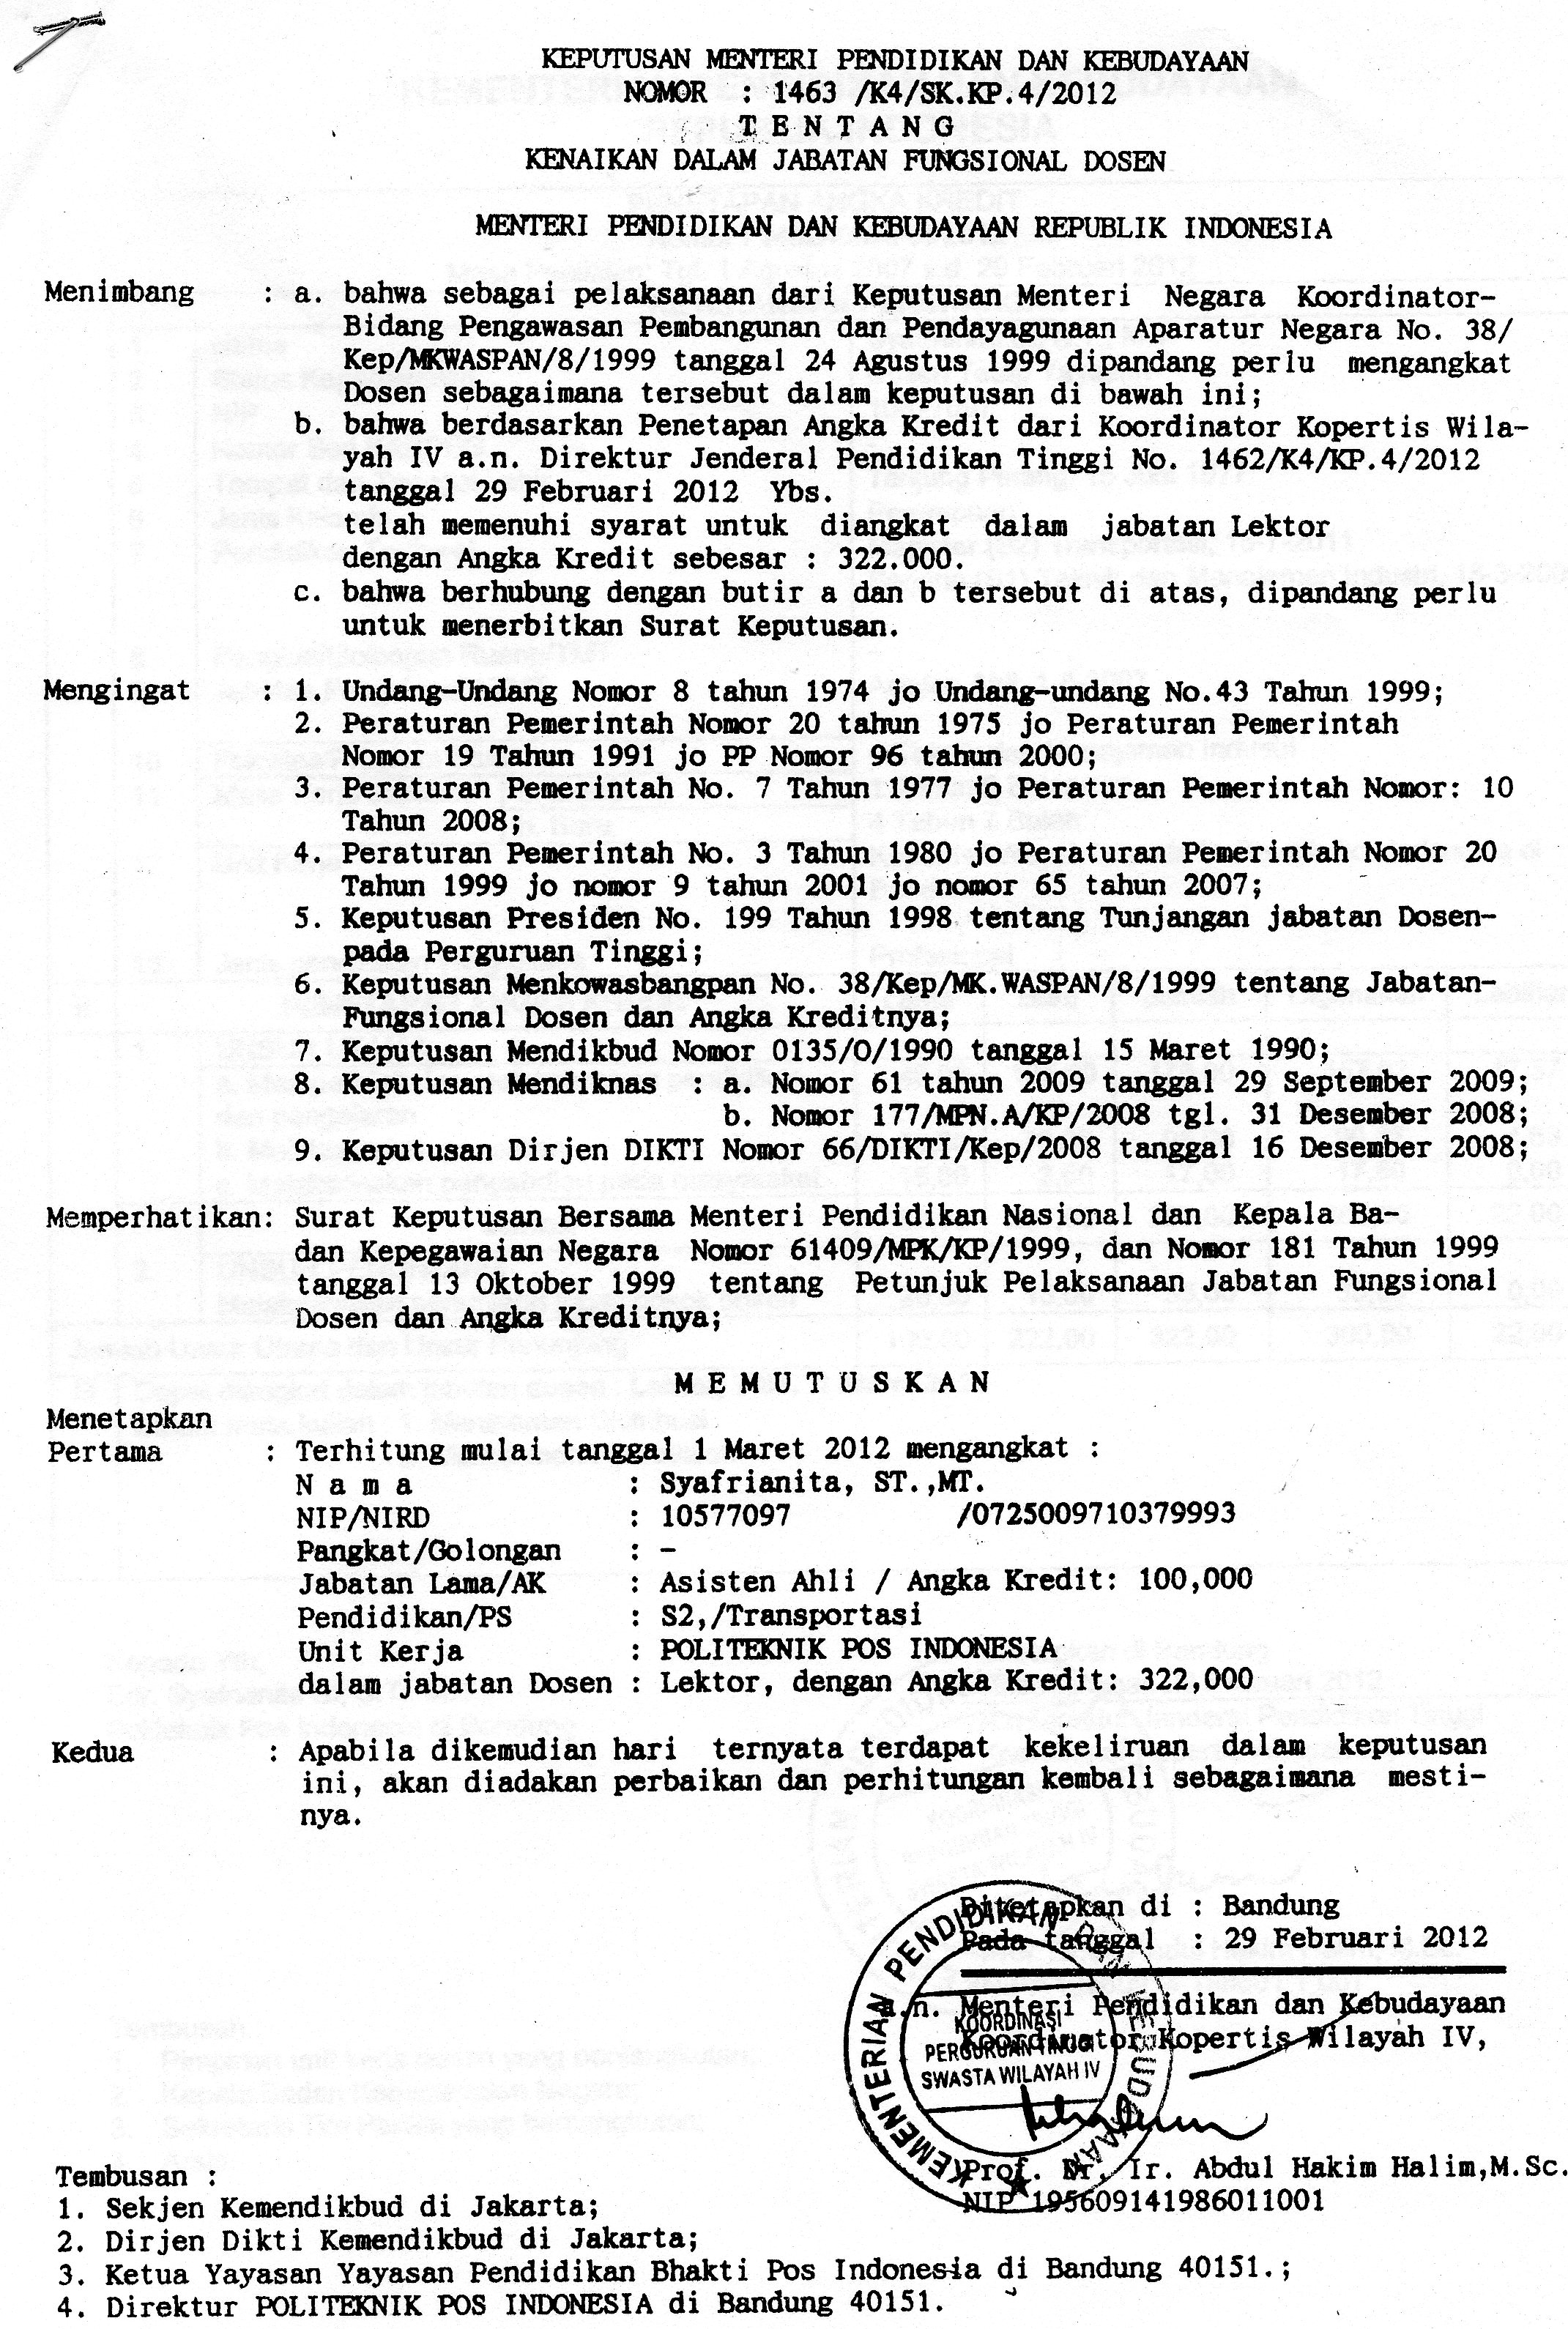 KEPUTUSAN MENTERI PENDIDIKAN DAN KEBUDAYAAN
NOMOR : 1463 /K4/SK.KP.4/2012
T E N T A N G
KENAIKAN DALAM JABATAN FUNGSIONAL DOSEN
MENTERI PENDIDIKAN DAN KEBUDAYAAN REPUBLIK INDONESIA
Menimbang : a. bahwa sebagai pelaksanaan dari Keputusan Menteri Negara Koordinator-
Bidang Pengawasan Pembangunan dan Pendayagunaan Aparatur Negara No. 38/
Kep/MKWASPAN/8/1999 tanggal 24 Agustus 1999 dipandang perlu mengangkat
Dosen sebagaimana tersebut dalam keputusan di bawah ini;
b. bahwa berdasarkan Penetapan Angka Kredit dari Koordinator Kopertis Wila-
yah IV a.n. Direktur Jenderal Pendidikan Tinggi No. 1462/K4/KP.4/2012
tanggal 29 Februari 2012 Ybs.
telah memenuhi syarat untuk diangkat dalam jabatan Lektor
dengan Angka Kredit sebesar : 322.000.
c. bahwa berhubung dengan butir a dan b tersebut di atas, dipandang perlu
untuk menerbitkan Surat Keputusan.
Mengingat : 1. Undang-Undang Nomor 8 tahun 1974 jo Undang-undang No.43 Tahun 1999;
2. Peraturan Pemerintah Nomor 20 tahun 1975 jo Peraturan Pemerintah
Nomor 19 Tahun 1991 jo PP Nomor 96 tahun 2000;
3. Peraturan Pemerintah No. 7 Tahun 1977 jo Peraturan Pemerintah Nomor: 10
Tahun 2008;
4. Peraturan Pemerintah No. 3 Tahun 1980 jo Peraturan Pemerintah Nomor 20
Tahun 1999 jo nomor 9 tahun 2001 jo nomor 65 tahun 2007;
5. Keputusan Presiden No. 199 Tahun 1998 tentang Tunjangan jabatan Dosen-
pada Perguruan Tinggi;
6. Keputusan Menkowasbangpan No. 38/Kep/MK.WASPAN/8/1999 tentang Jabatan-
Fungsional Dosen dan Angka Kreditnya;
7. Keputusan Mendikbud Nomor 0135/O/1990 tanggal 15 Maret 1990;
8. Keputusan Mendiknas : a. Nomor 61 tahun 2009 tanggal 29 September 2009;
b. Nomor 177/MPN.A/KP/2008 tgl. 31 Desember 2008;
9. Keputusan Dirjen DIKTI Nomor 66/DIKTI/Kep/2008 tanggal 16 Desember 2008;
Memperhatikan: Surat Keputusan Bersama Menteri Pendidikan Nasional dan Kepala Ba-
dan Kepegawaian Negara Nomor 61409/MPK/KP/1999, dan Nomor 181 Tahun 1999
tanggal 13 Oktober 1999 tentang Petunjuk Pelaksanaan Jabatan Fungsional
Dosen dan Angka Kreditnya;
M E M U T U S K A N
Menetapkan
Pertama : Terhitung mulai tanggal 1 Maret 2012 mengangkat :
N a m a : Syafrianita, ST.,MT.
NIP/NIRD : 10577097 /0725009710379993
Pangkat/Golongan : -
Jabatan Lama/AK : Asisten Ahli / Angka Kredit: 100,000
Pendidikan/PS : S2,/Transportasi
Unit Kerja : POLITEKNIK POS INDONESIA
dalam jabatan Dosen : Lektor, dengan Angka Kredit: 322,000
Kedua : Apabila dikemudian hari ternyata terdapat kekeliruan dalam keputusan
ini, akan diadakan perbaikan dan perhitungan kembali sebagaimana mesti-
nya.
Ditetapkan di : Bandung
Pada tanggal : 29 Februari 2012
a.n. Menteri Pendidikan dan Kebudayaan
Koordinator Kopertis Wilayah IV,
KEMENTERIAN PENDIDIKAN DAN KEBUDAYAAN
KOORDINASI
PERGURUAN TINGGI
SWASTA WILAYAH IV
Prof. Dr. Ir. Abdul Hakim Halim,M.Sc.
NIP 195609141986011001
Tembusan :
1. Sekjen Kemendikbud di Jakarta;
2. Dirjen Dikti Kemendikbud di Jakarta;
3. Ketua Yayasan Yayasan Pendidikan Bhakti Pos Indonesia di Bandung 40151.;
4. Direktur POLITEKNIK POS INDONESIA di Bandung 40151.